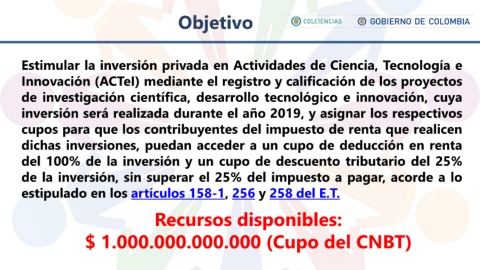 Objetivo
COLCIENCIAS
GOBIERNO DE COLOMBIA
Estimular la inversión privada en Actividades de Ciencia, Tecnología e
Innovación (ACTeI) mediante el registro y calificación de los proyectos
de investigación científica, desarrollo tecnológico e innovación, cuya
inversión será realizada durante el año 2019, y asignar los respectivos
cupos para que los contribuyentes del impuesto de renta que realicen
dichas inversiones, puedan acceder a un cupo de deducción en renta
del 100% de la inversión y un cupo de descuento tributario del 25%
de la inversión, sin superar el 25% del impuesto a pagar, acorde a lo
estipulado en los artículos 158-1, 256 y 258 del E.T.
Recursos disponibles:
$ 1.000.000.000.000 (Cupo del CNBT)